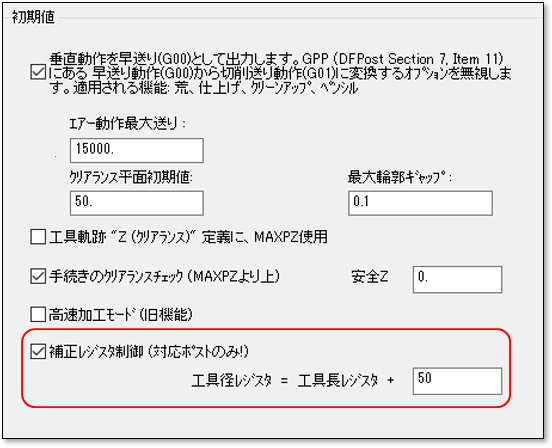 初期値
垂直動作を早送り(G00)として出力します。GPP (DFPost Section 7, Item 11)
にある 早送り動作(G00)から切削送り動作(G01)に変換するｵﾌﾟｼｮﾝを無視しま
す。適用される機能: 荒、仕上げ、ｸﾘｰﾝｱｯﾌﾟ、ﾍﾟﾝｼﾙ
ｴｱｰ動作最大送り :
15000.
ｸﾘｱﾗﾝｽ平面初期値:
最大輪郭ｷﾞｬｯﾌﾟ:
50.
0.1
工具軌跡 “Z (ｸﾘｱﾗﾝｽ)“ 定義に、MAXPZ使用
手続きのｸﾘｱﾗﾝｽﾁｪｯｸ (MAXPZより上)
安全Z
0.
高速加工ﾓｰﾄﾞ(旧機能)
補正ﾚｼﾞｽﾀ制御 (対応ﾎﾟｽﾄのみ!)
工具径ﾚｼﾞｽﾀ = 工具長ﾚｼﾞｽﾀ +
50